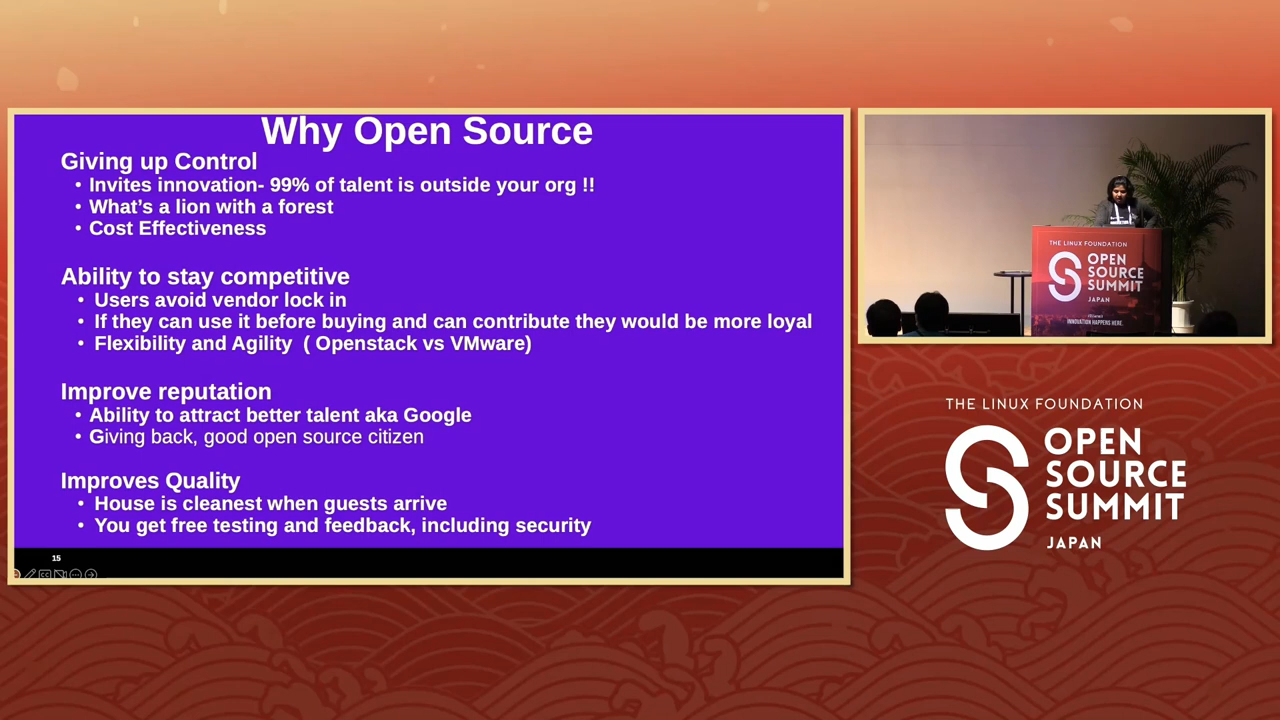 Why Open Source
Giving up Control
• Invites innovation- 99% of talent is outside your org !!
• What's a lion with a forest
• Cost Effectiveness
Ability to stay competitive
• Users avoid vendor lock in
• If they can use it before buying and can contribute they would be more loyal
• Flexibility and Agility ( Openstack vs VMware)
Improve reputation
• Ability to attract better talent aka Google
• Giving back, good open source citizen
Improves Quality
• House is cleanest when guests arrive
• You get free testing and feedback, including security
15
THE LINUX FOUNDATION
OPEN
SOURCE
SUMMIT
JAPAN
INNOVATION HAPPENS HERE.
THE LINUX FOUNDATION
OPEN
SOURCE
SUMMIT
JAPAN